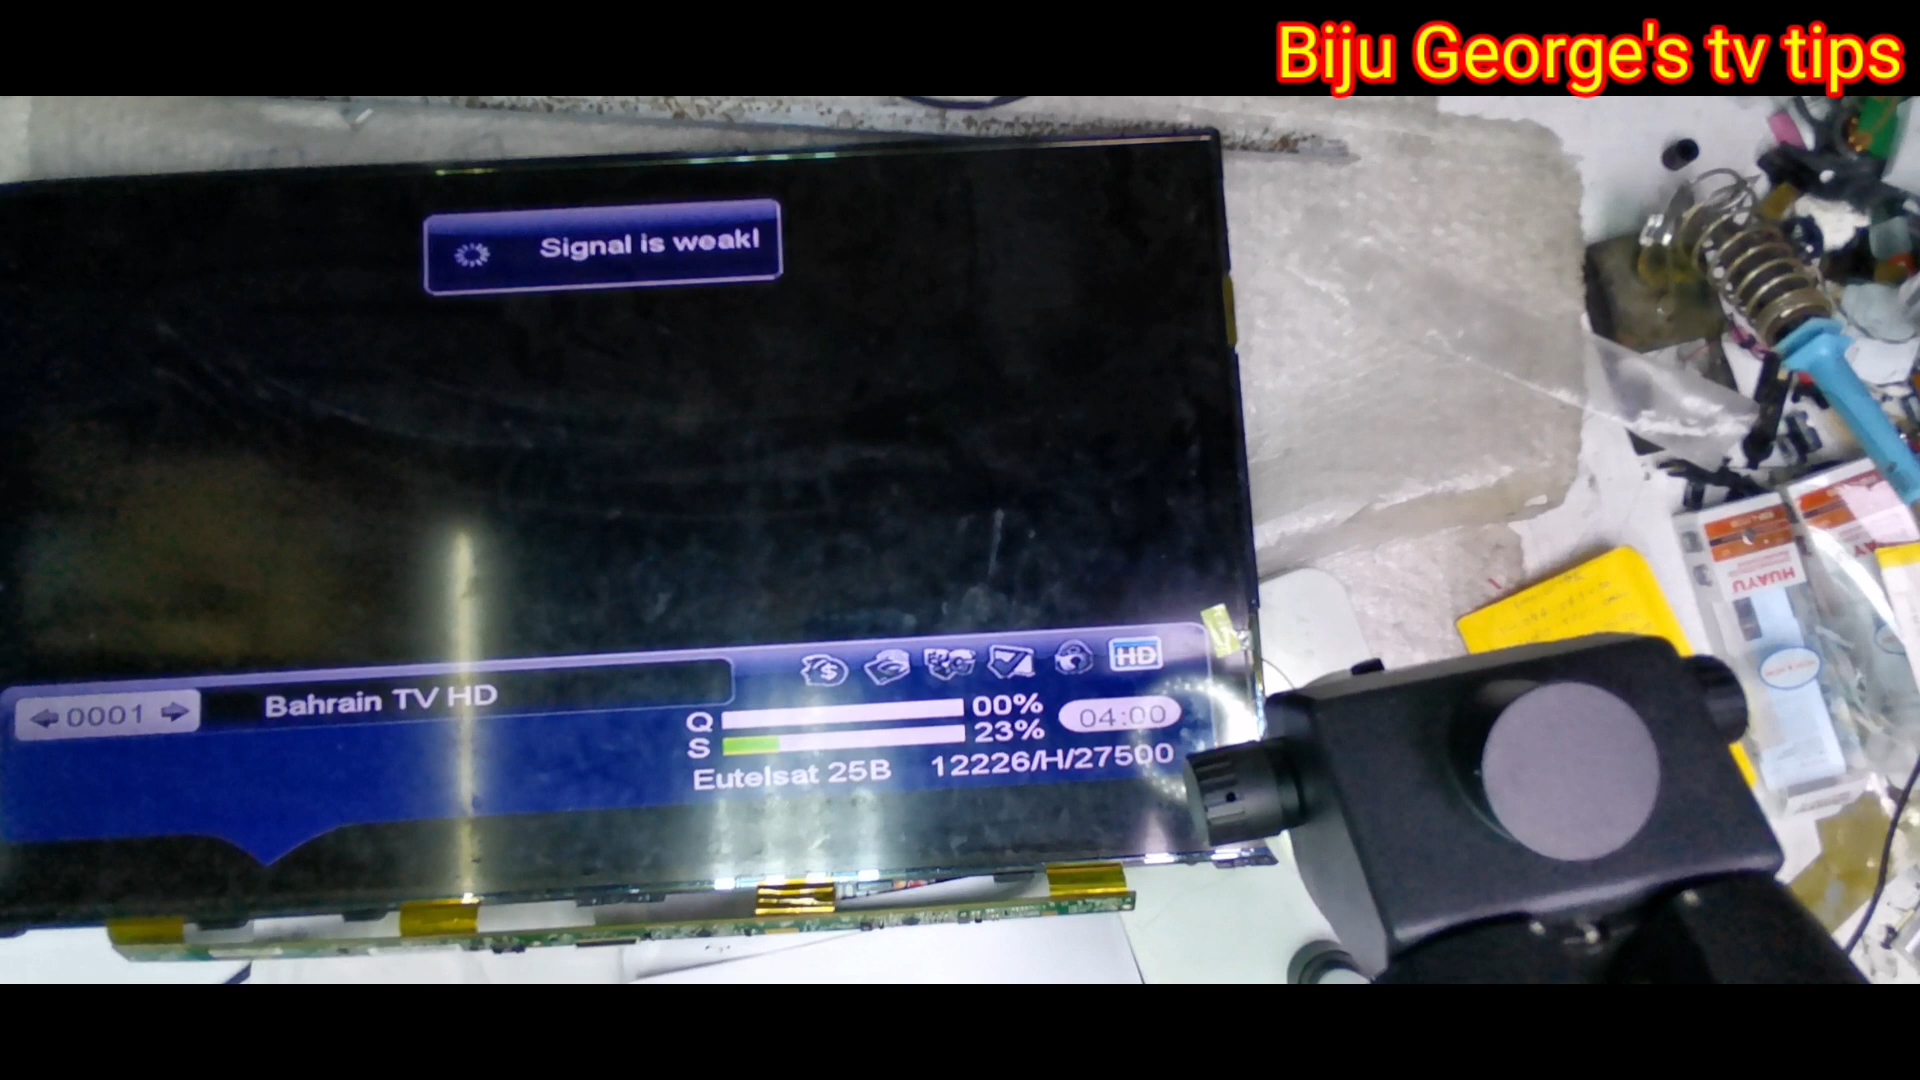 Biju George's tv tips
Signal is weak!
0001
Bahrain TV HD
HD
Q 00%
S 23%
04:00
Eutelsat 25B 12226/H/27500
HUAYU